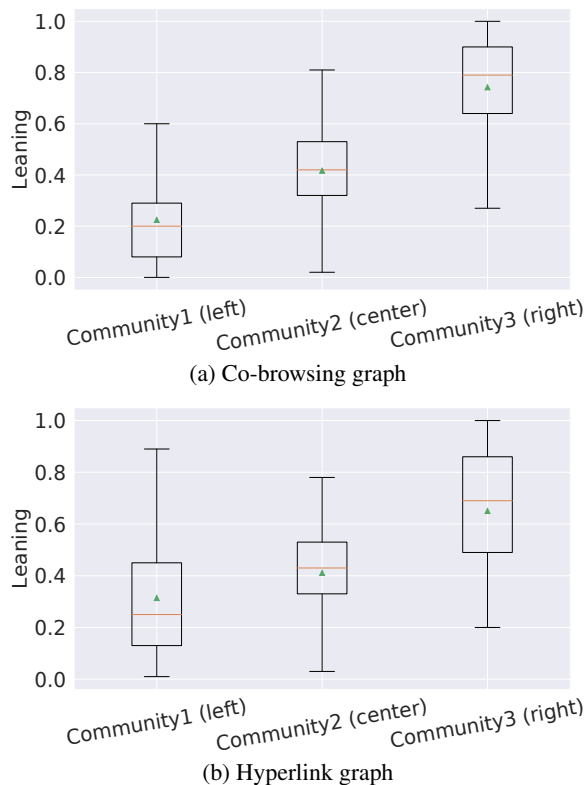 1.0
0.8
0.6
0.4
0.2
0.0
Leaning
Community1 (left)
Community2 (center)
Community3 (right)
(a) Co-browsing graph
1.0
0.8
0.6
0.4
0.2
0.0
Leaning
Community1 (left)
Community2 (center)
Community3 (right)
(b) Hyperlink graph